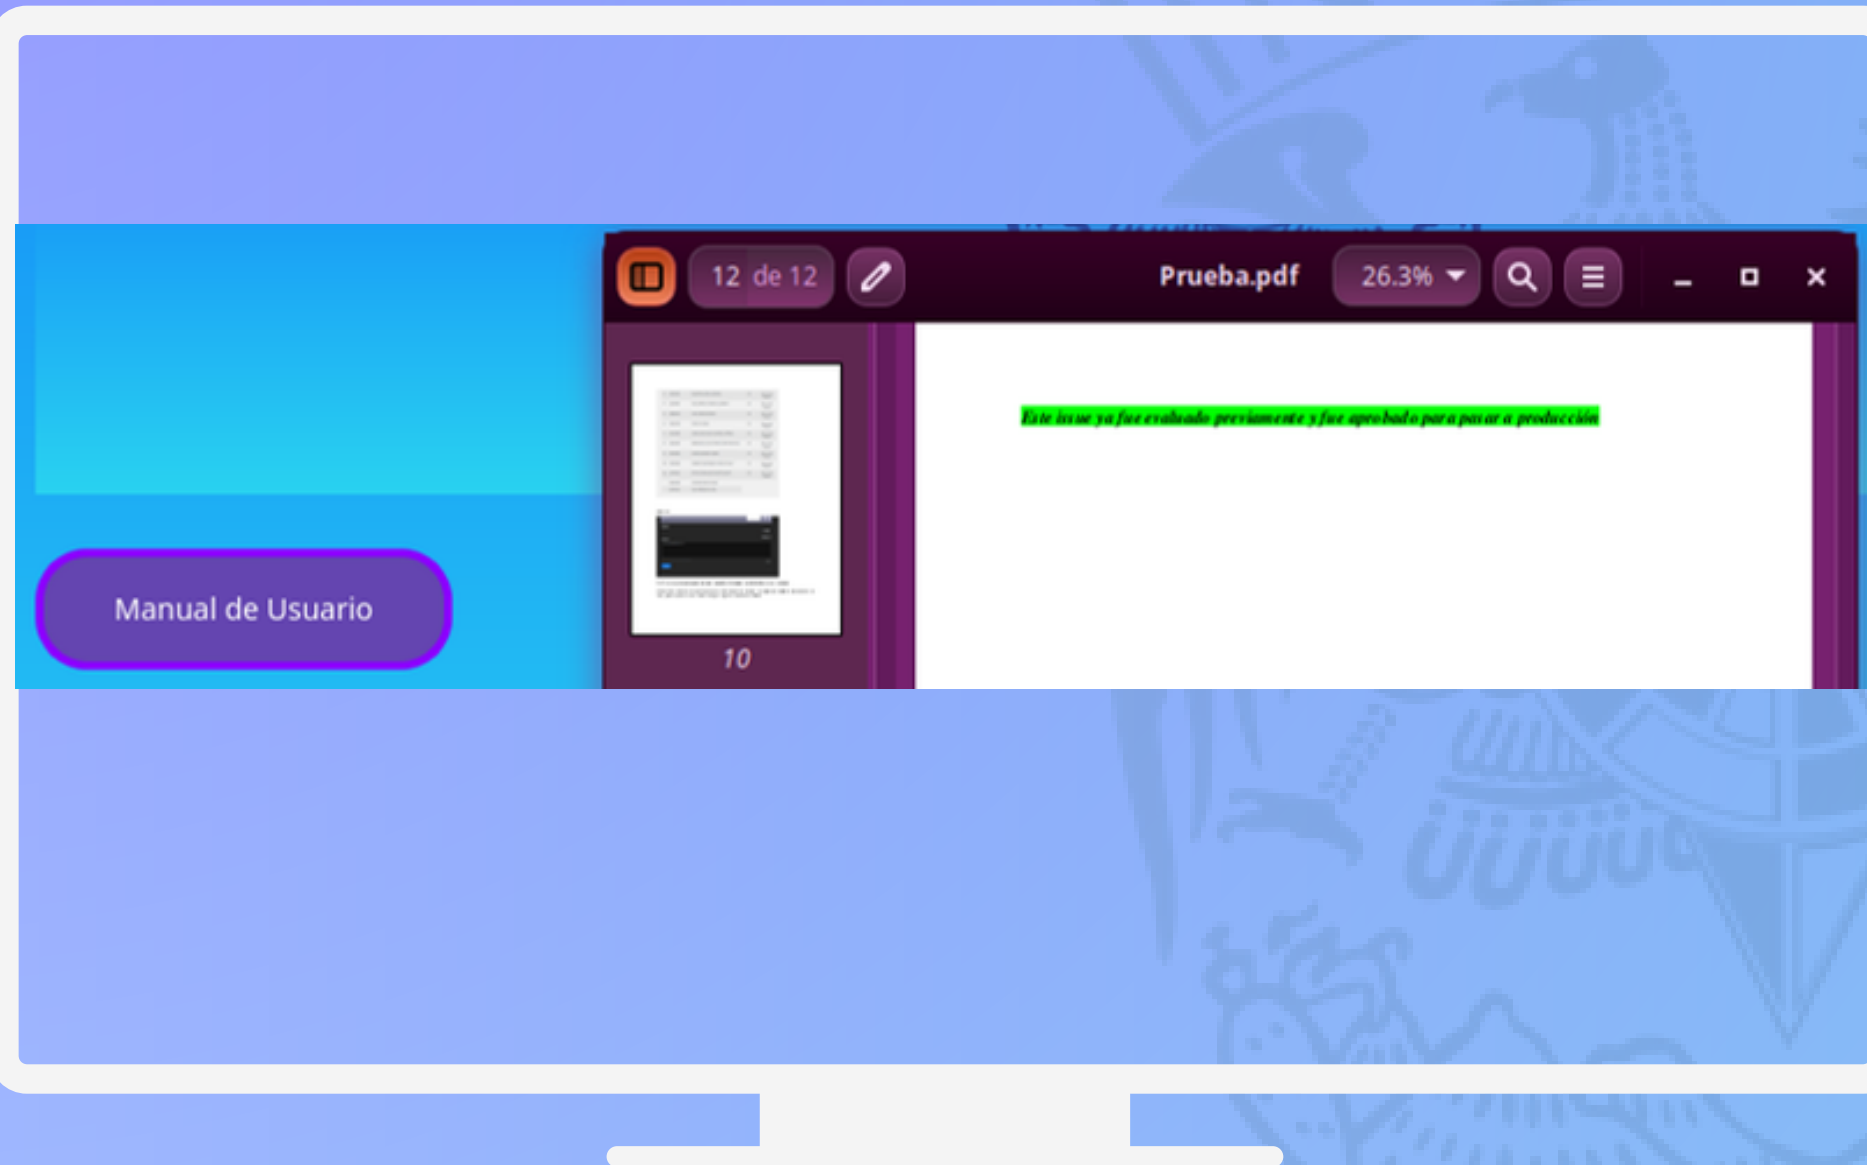 12 de 12
Prueba.pdf
26.3%
Este issue ya fue evaluado previamente y fue aprobado para pasar a producción
10
Manual de Usuario